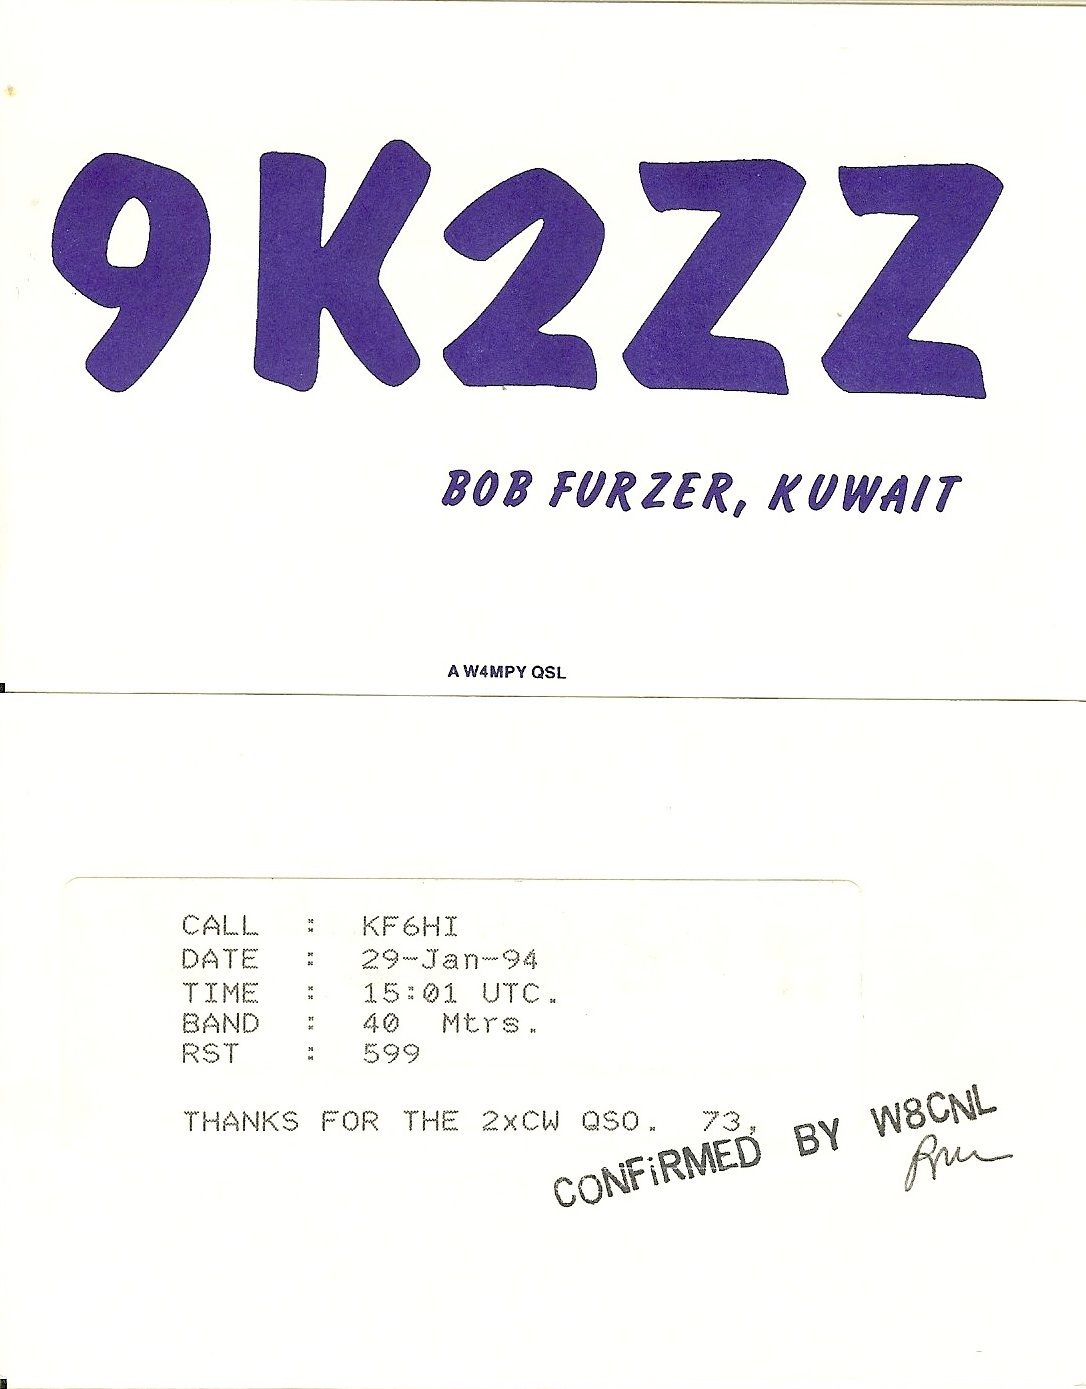 9K2ZZ
BOB FURZER, KUWAIT
A W4MPY QSL
CALL : KF6HI
DATE : 29-Jan-94
TIME : 15:01 UTC.
BAND : 40 Mtrs.
RST : 599
THANKS FOR THE 2xCW QSO. 73,
CONFiRMED BY W8CNL